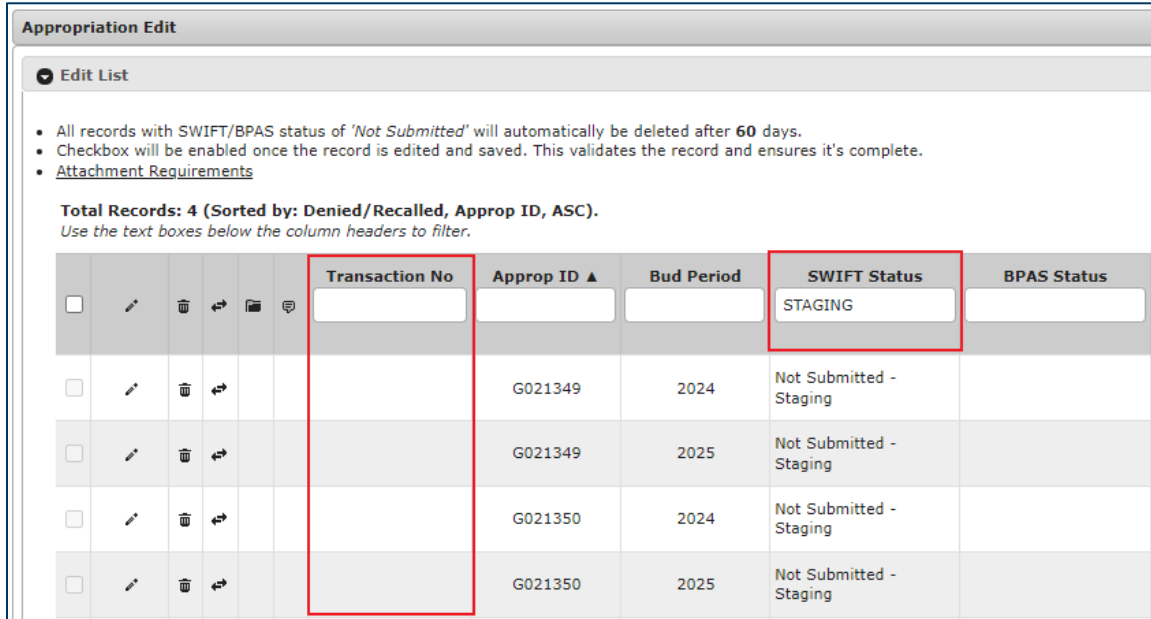 Appropriation Edit
Edit List
• All records with SWIFT/BPAS status of 'Not Submitted' will automatically be deleted after 60 days.
• Checkbox will be enabled once the record is edited and saved. This validates the record and ensures it's complete.
• Attachment Requirements
Total Records: 4 (Sorted by: Denied/Recalled, Approp ID, ASC).
Use the text boxes below the column headers to filter.
Transaction No Approp ID ▲ Bud Period SWIFT Status BPAS Status
STAGING
G021349 2024 Not Submitted -
Staging
G021349 2025 Not Submitted -
Staging
G021350 2024 Not Submitted -
Staging
G021350 2025 Not Submitted -
Staging